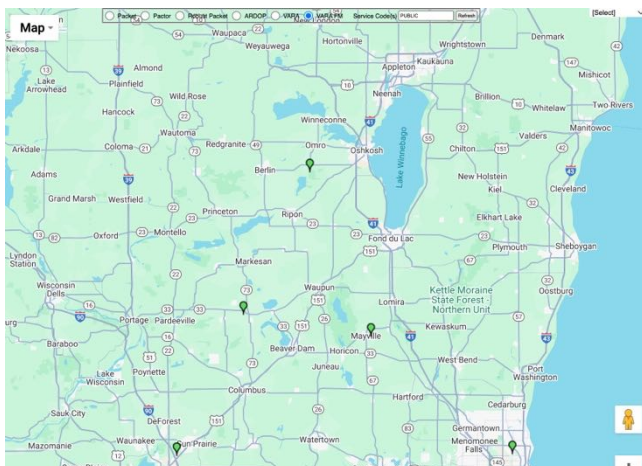 Packet Pactor Robust Packet ARDOP VARA VARA FM Service Code(s) PUBLIC Refresh
[Select]
Map
Almond
Waupaca
Weyauwega
Hortonville
Wrightstown
Denmark
Nekoosa
Plainfield
Appleton
Kaukauna
Mishicot
Lake Arrowhead
Hancock
Wild Rose
Neenah
Brillion
Whitelaw
Two Rivers
Winneconne
Manitowoc
Wautoma
Redgranite
Omro
Oshkosh
Valders
Arkdale
Coloma
Lake Winnebago
Chilton
Berlin
Adams
New Holstein
Kiel
Cleveland
Grand Marsh
Westfield
Princeton
Ripon
Elkhart Lake
Oxford
Montello
Fond du Lac
Plymouth
Sheboygan
Lyndon Station
Markesan
Wisconsin Dells
Waupun
Lomira
Kettle Moraine State Forest - Northern Unit
Oostburg
Portage
Pardeeville
Mayville
Kewaskum
Baraboo
Beaver Dam
Horicon
Poynette
Juneau
West Bend
Port Washington
Lake Wisconsin
Columbus
Hartford
Cedarburg
Sauk City
DeForest
Germantown
Mazomanie
Waunakee
Sun Prairie
Watertown
Menomonee Falls